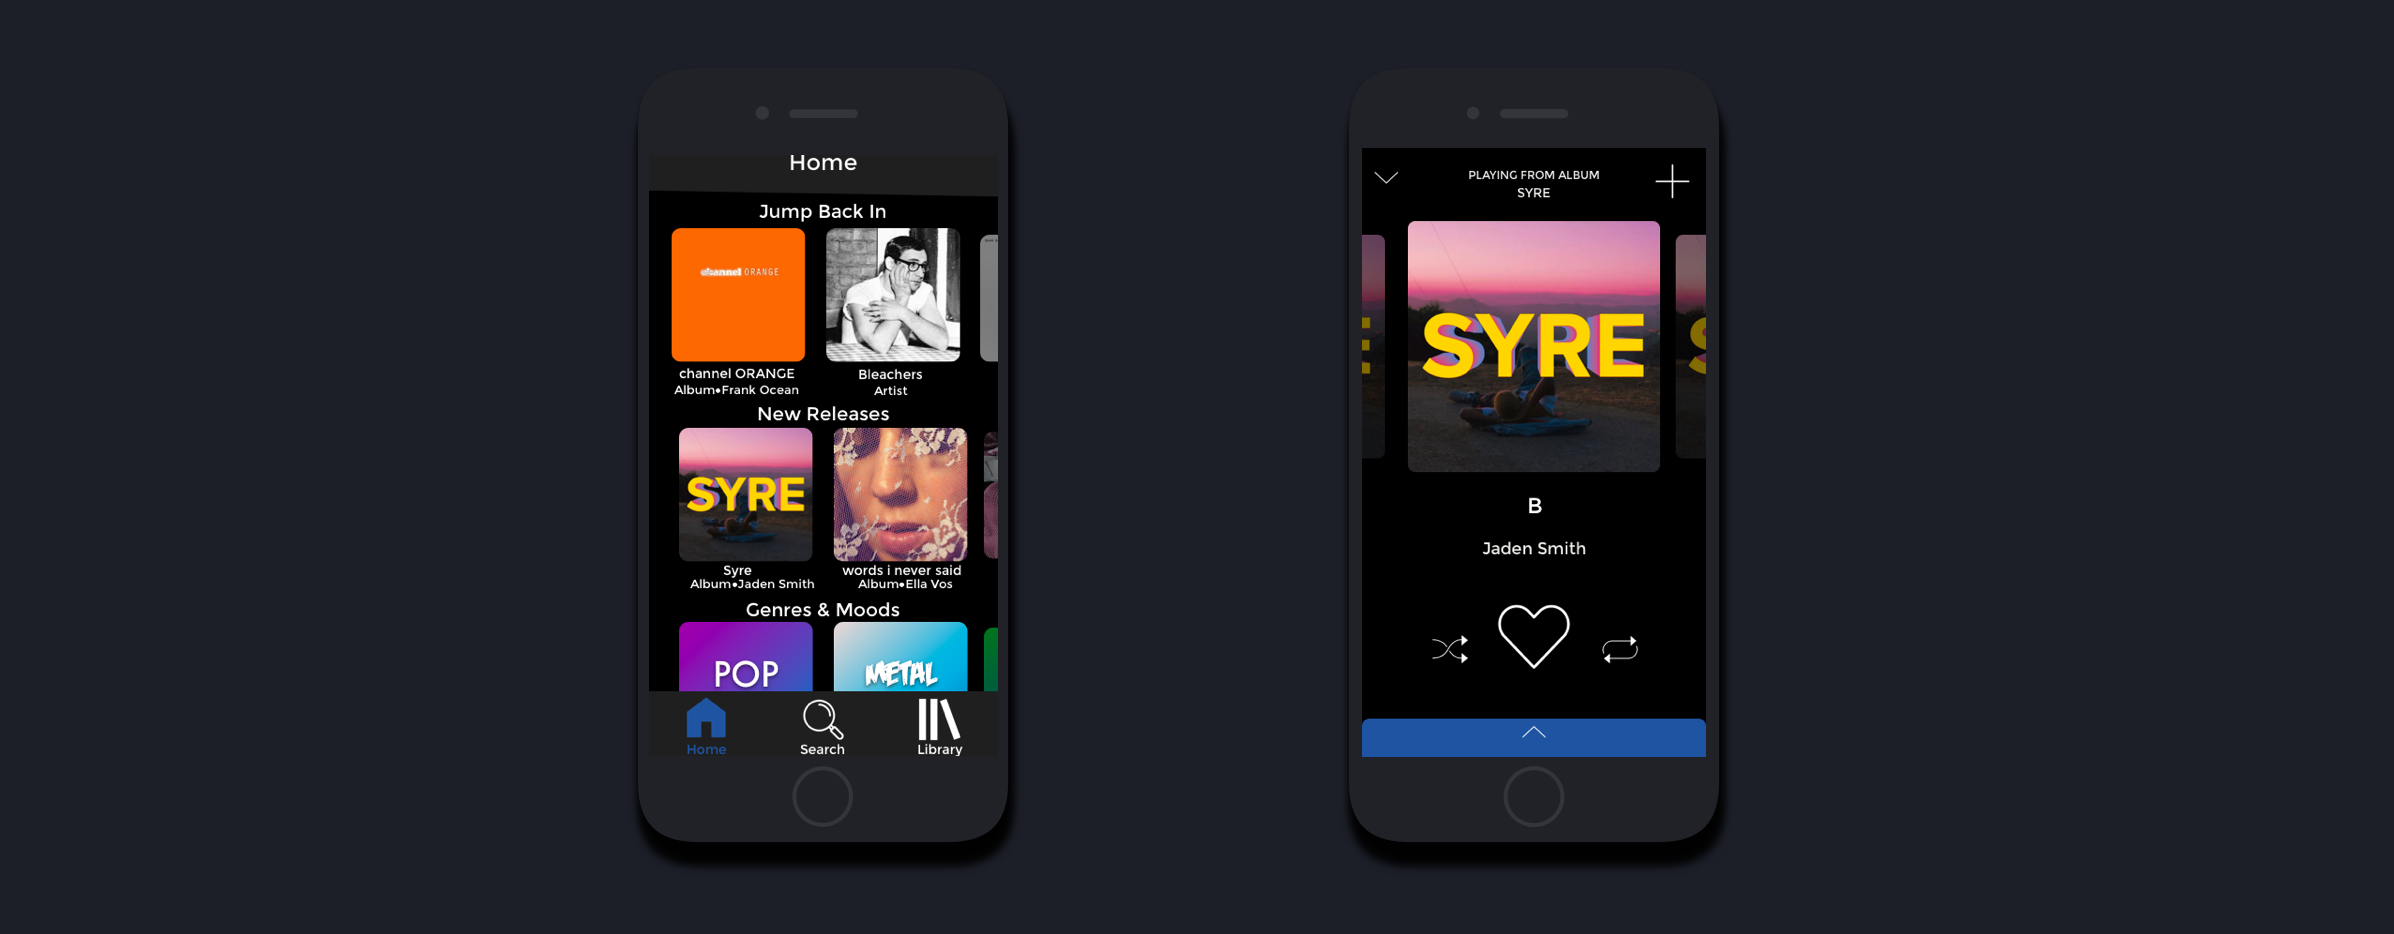 Home
Jump Back In
channel ORANGE
channel ORANGE
Album•Frank Ocean
Bleachers
Artist
New Releases
SYRE
Syre
Album•Jaden Smith
words i never said
Album•Ella Vos
Genres & Moods
POP
METAL
Home
Search
Library
PLAYING FROM ALBUM
SYRE
SYRE
B
Jaden Smith